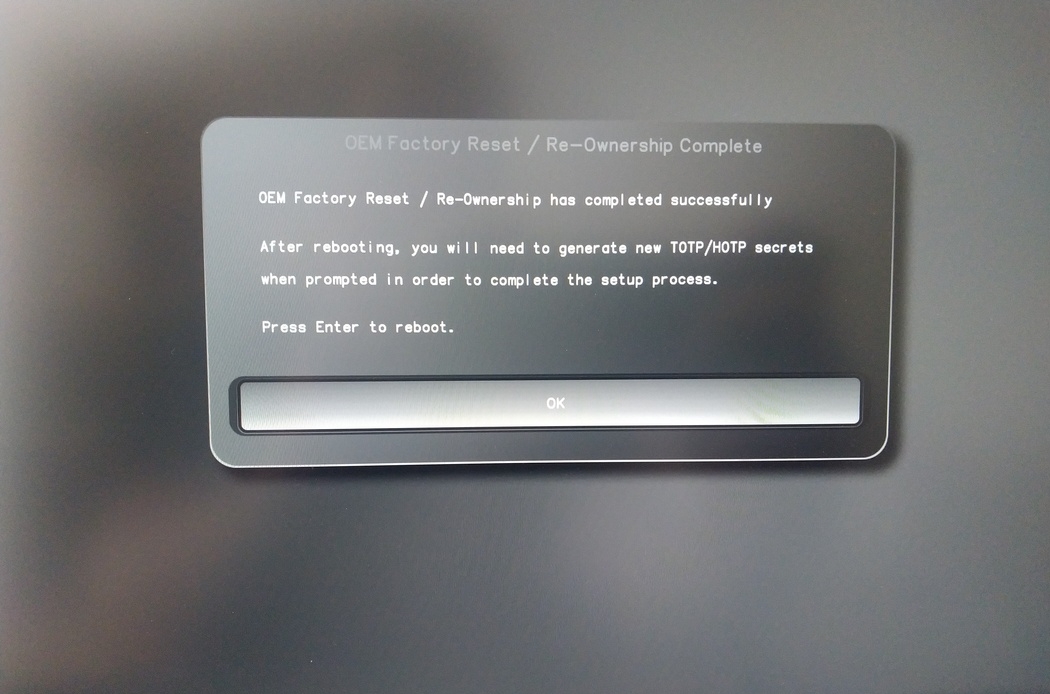 OEM Factory Reset / Re-Ownership Complete
OEM Factory Reset / Re-Ownership has completed successfully
After rebooting, you will need to generate new TOTP/HOTP secrets
when prompted in order to complete the setup process.
Press Enter to reboot.
OK